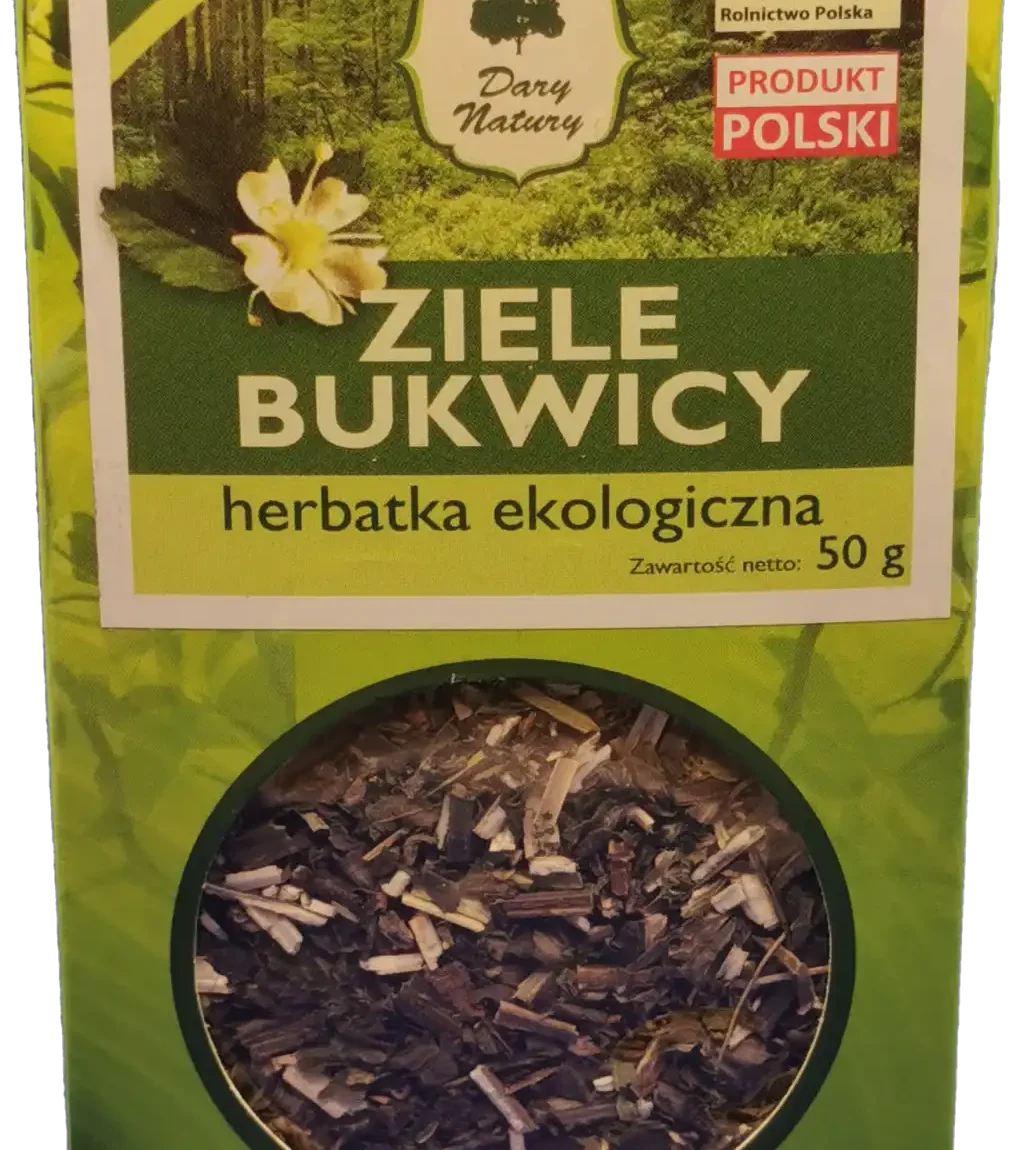 Rolnictwo Polska
Dary
Natury
PRODUKT
POLSKI
ZIELE
BUKWICY
herbatka ekologiczna
Zawartość netto: 50 g